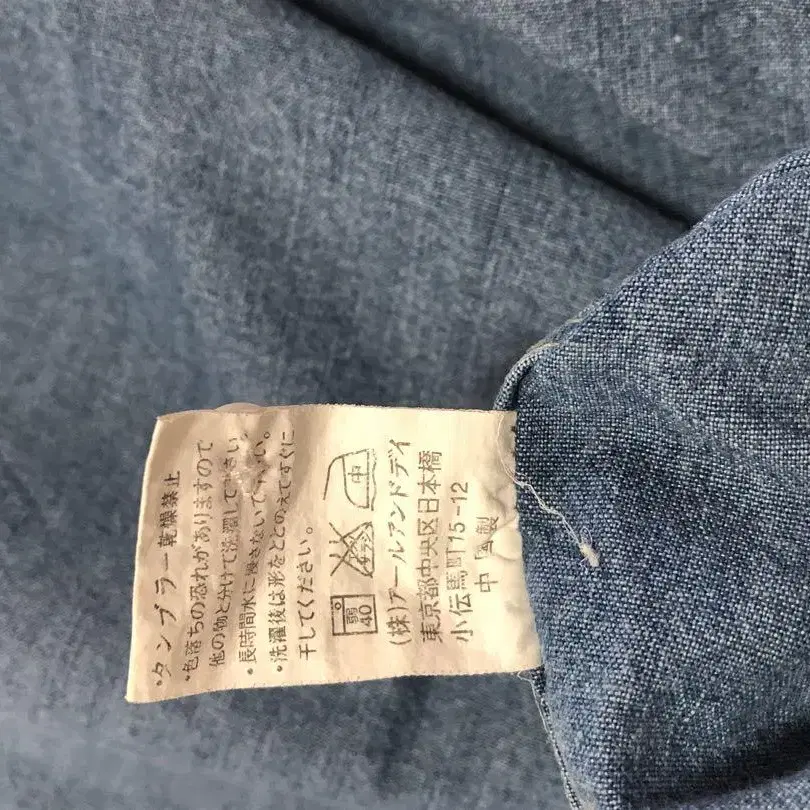 ・タンブラー乾燥禁止
・色落ちの恐れがありますので
他の物と分けて洗濯して下さい。
・長時間水に浸さないで下さい。
・洗濯後は形をととのえてすぐに
干してください。
弱
40
中
(株)アールアンドデイ
東京都中央区日本橋
小伝馬町15-12
中国製